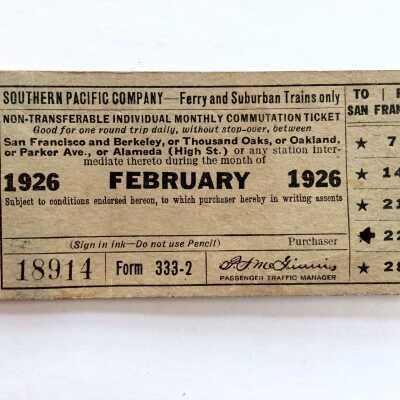 SOUTHERN PACIFIC COMPANY—Ferry and Suburban Trains only
NON-TRANSFERABLE INDIVIDUAL MONTHLY COMMUTATION TICKET
Good for one round trip daily, without stop-over, between
San Francisco and Berkeley, or Thousand Oaks, or Oakland,
or Parker Ave., or Alameda (High St.) or any station inter-
mediate thereto during the month of
1926 FEBRUARY 1926
Subject to conditions endorsed hereon, to which purchaser hereby in writing assents
(Sign in ink—Do not use Pencil) Purchaser
18914 Form 333-2
PASSENGER TRAFFIC MANAGER
TO
SAN FRAN
★ 7
★ 14
★ 21
22
★ 28